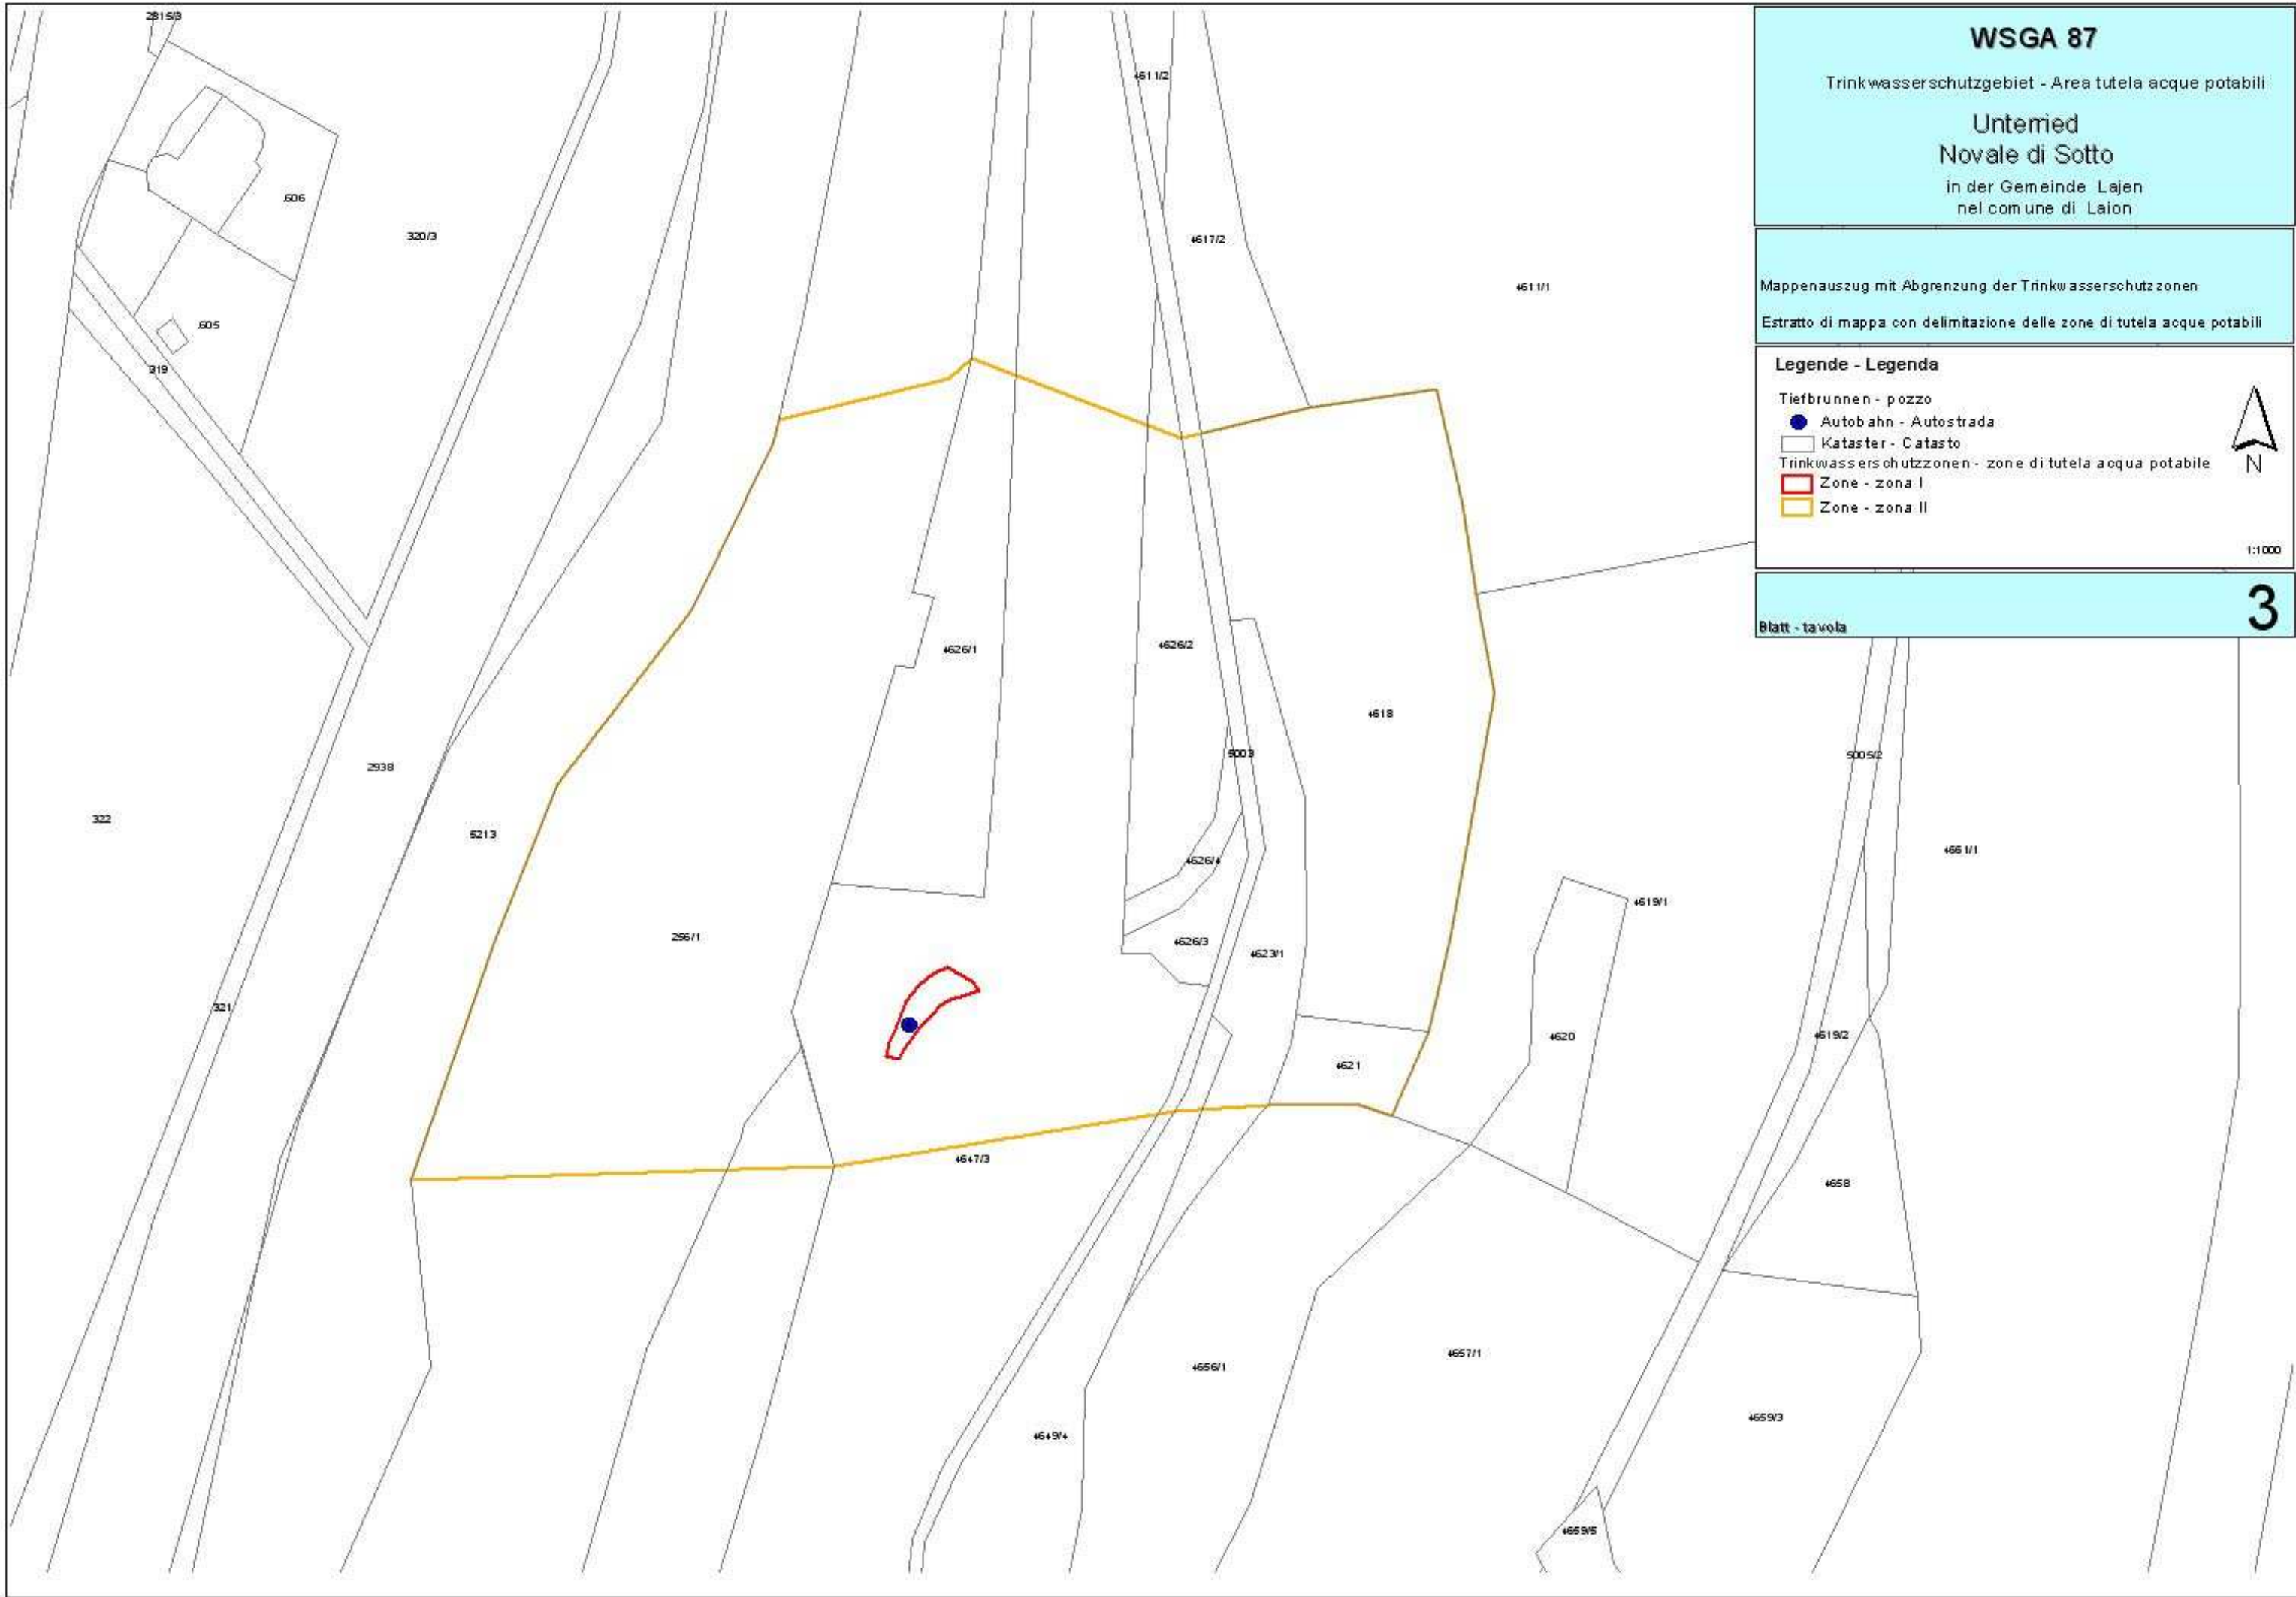 WSGA 87
Trinkwasserschutzgebiet - Area tutela acque potabili
Unterried
Novale di Sotto
in der Gemeinde Lajen
nel comune di Laion
Mappenauszug mit Abgrenzung der Trinkwasserschutzzonen
Estratto di mappa con delimitazione delle zone di tutela acque potabili
Legende - Legenda
Tiefbrunnen - pozzo
Autobahn - Autostrada
Kataster - Catasto
Trinkwasserschutzzonen - zone di tutela acqua potabile
Zone - zona I
Zone - zona II
N
1:1000
Blatt - tavola
3
2815/3
4611/2
.606
320/3
4617/2
4611/1
.605
319
4626/1
4626/2
4618
5003
5005/2
2938
322
5213
4626/4
4661/1
4619/1
256/1
4626/3
4623/1
321
4620
4619/2
4621
4647/3
4658
4656/1
4657/1
4659/3
4649/4
4659/5